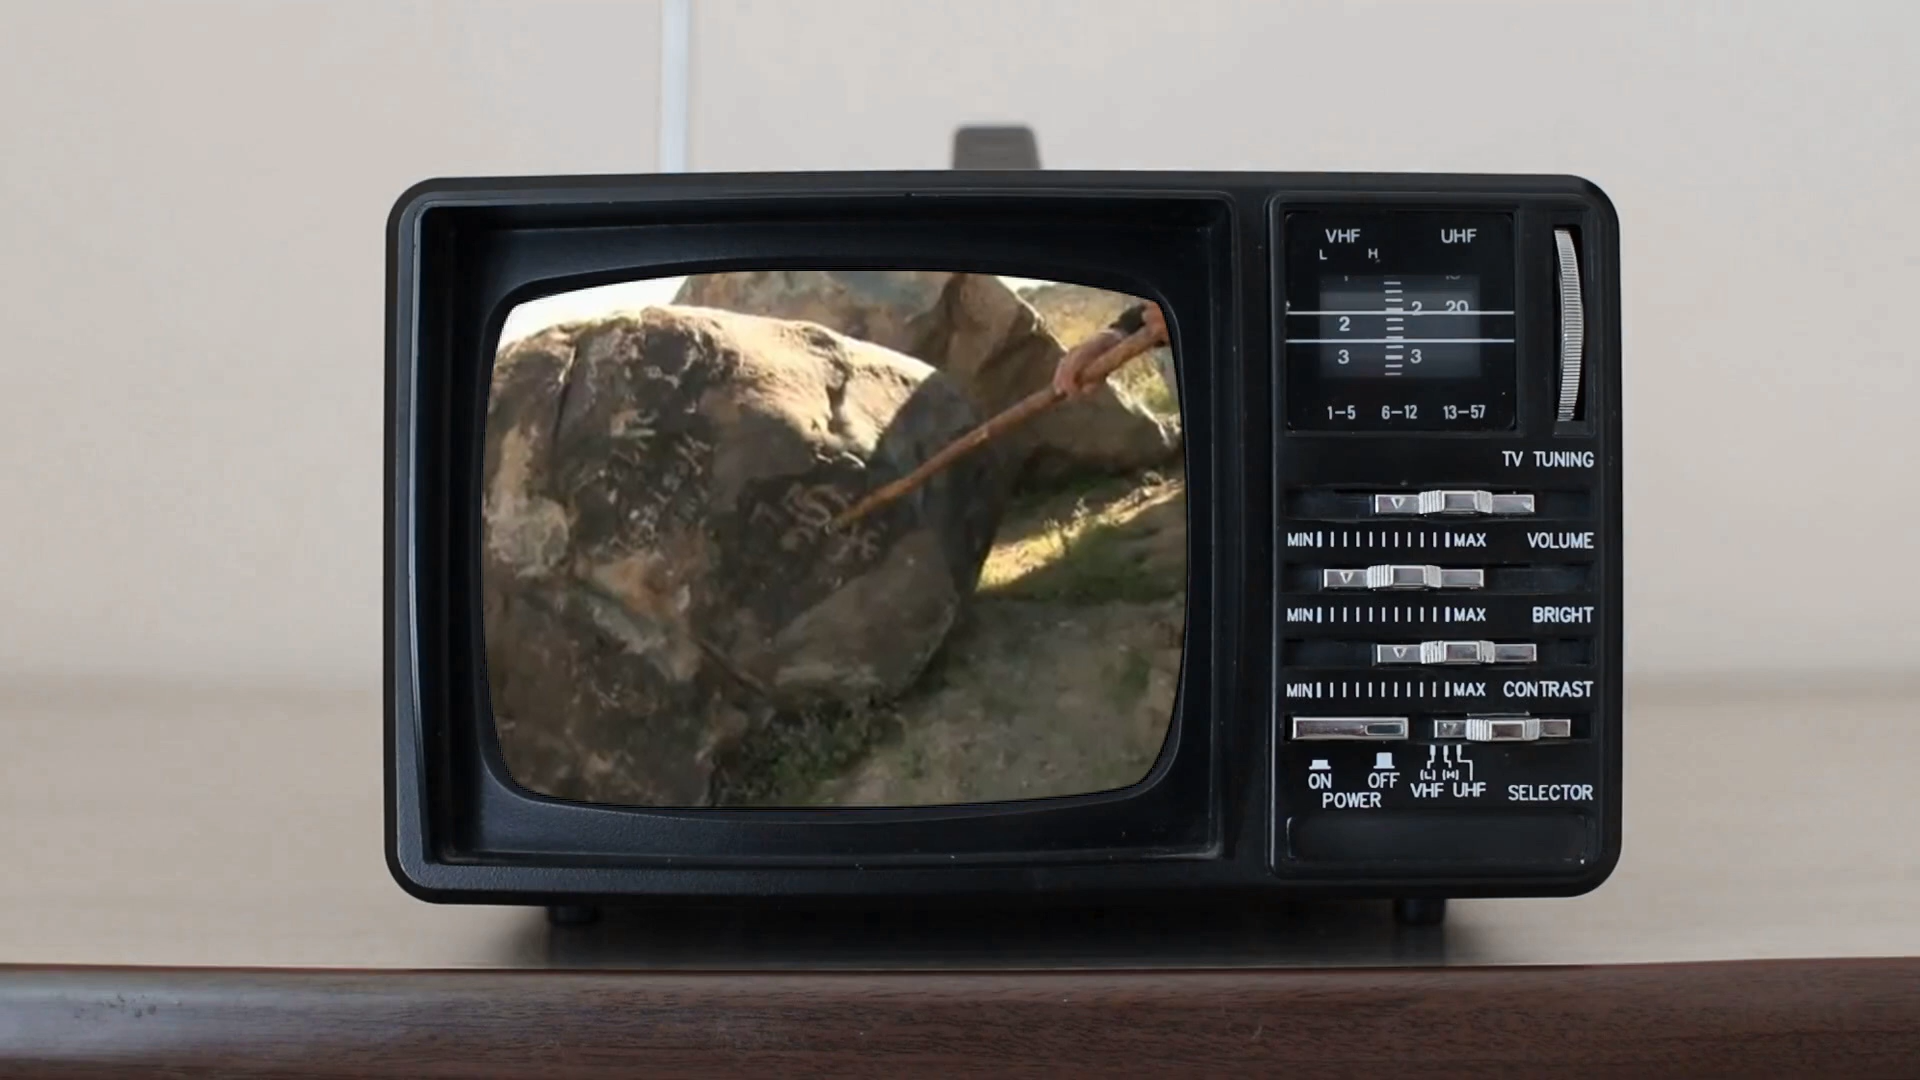 VHF UHF
L H
2 20
2
3 3
1-5 6-12 13-57
TV TUNING
MIN MAX VOLUME
MIN MAX BRIGHT
MIN MAX CONTRAST
ON OFF
POWER
(L) (H)
VHF UHF
SELECTOR